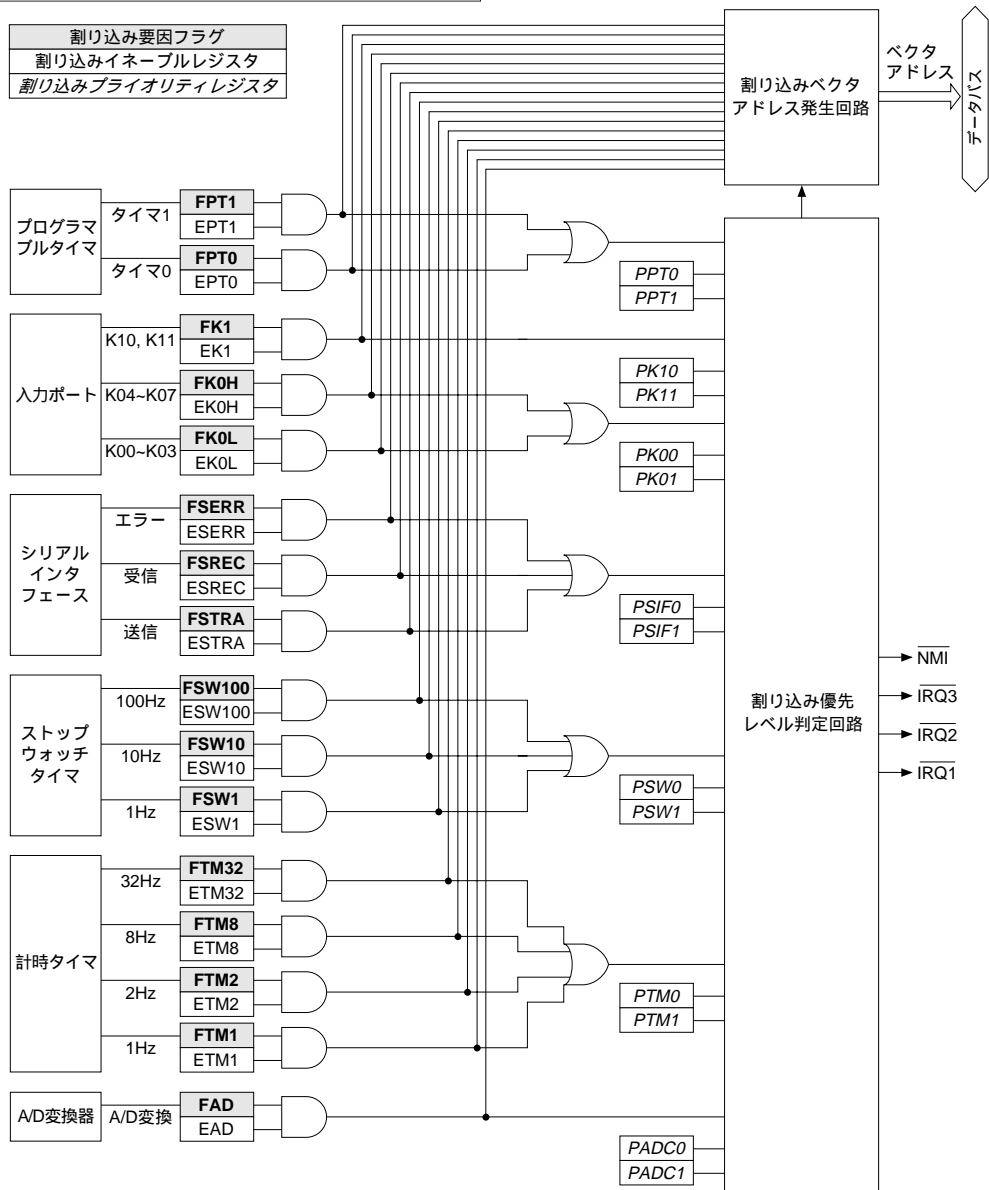 割り込み要因フラグ
割り込みイネーブルレジスタ
割り込みプライオリティレジスタ
割り込みベクタ
アドレス発生回路
ベクタ
アドレス
データバス
プログラマ
ブルタイマ
タイマ1
FPT1
EPT1
タイマ0
FPT0
EPT0
PPT0
PPT1
入力ポート
K10, K11
FK1
EK1
K04~K07
FK0H
EK0H
K00~K03
FK0L
EK0L
PK10
PK11
PK00
PK01
シリアル
インタ
フェース
エラー
FSERR
ESERR
受信
FSREC
ESREC
送信
FSTRA
ESTRA
PSIF0
PSIF1
ストップ
ウォッチ
タイマ
100Hz
FSW100
ESW100
10Hz
FSW10
ESW10
1Hz
FSW1
ESW1
PSW0
PSW1
割り込み優先
レベル判定回路
NMI
IRQ3
IRQ2
IRQ1
計時タイマ
32Hz
FTM32
ETM32
8Hz
FTM8
ETM8
2Hz
FTM2
ETM2
1Hz
FTM1
ETM1
PTM0
PTM1
A/D変換器
A/D変換
FAD
EAD
PADC0
PADC1